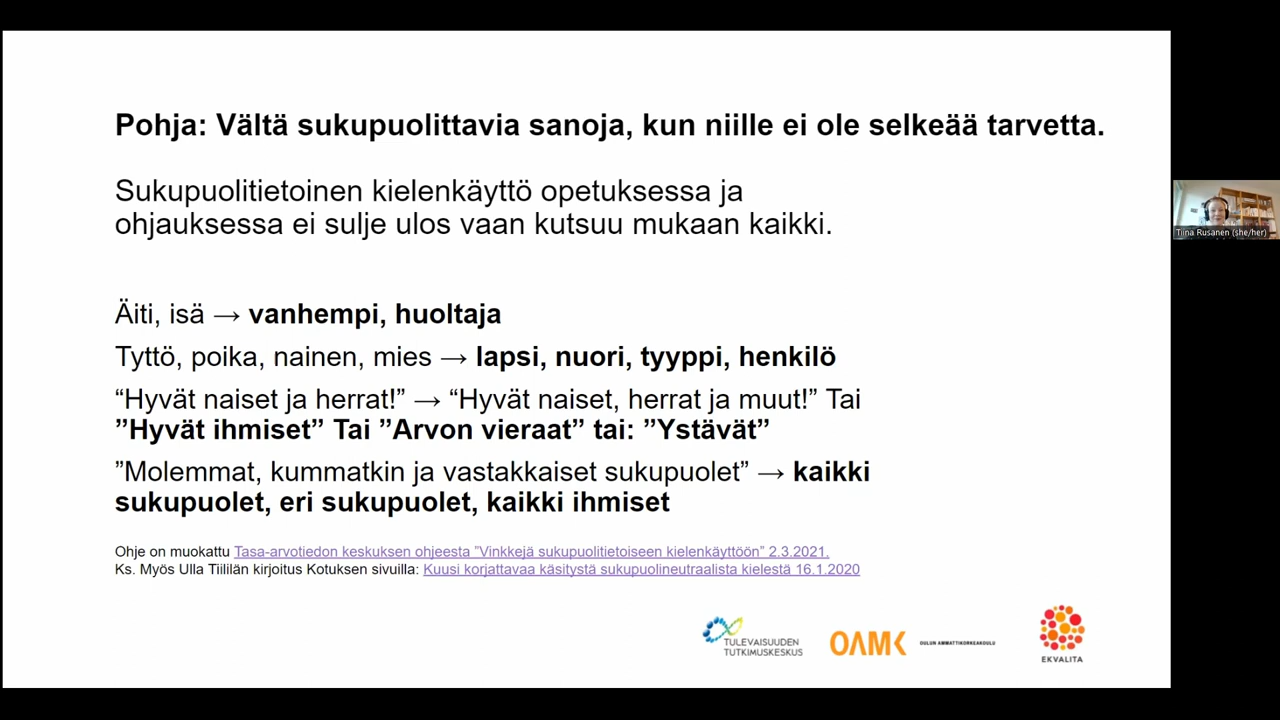 Pohja: Vältä sukupuolittavia sanoja, kun niille ei ole selkeää tarvetta.
Sukupuolitietoinen kielenkäyttö opetuksessa ja
ohjauksessa ei sulje ulos vaan kutsuu mukaan kaikki.
Äiti, isä → vanhempi, huoltaja
Tyttö, poika, nainen, mies → lapsi, nuori, tyyppi, henkilö
“Hyvät naiset ja herrat!” → “Hyvät naiset, herrat ja muut!” Tai
”Hyvät ihmiset” Tai ”Arvon vieraat” tai: ”Ystävät”
”Molemmat, kummatkin ja vastakkaiset sukupuolet” → kaikki
sukupuolet, eri sukupuolet, kaikki ihmiset
Ohje on muokattu Tasa-arvotiedon keskuksen ohjeesta ”Vinkkejä sukupuolitietoiseen kielenkäyttöön” 2.3.2021.
Ks. Myös Ulla Tiililän kirjoitus Kotuksen sivuilla: Kuusi korjattavaa käsitystä sukupuolineutraalista kielestä 16.1.2020
TULEVAISUUDEN
TUTKIMUSKESKUS
OAMK
OULUN AMMATTIKORKEAKOULU
EKVALITA
Tiina Rusanen (she/her)